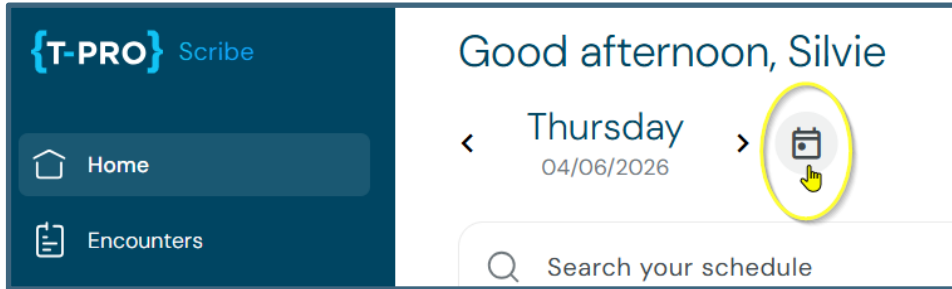 {T-PRO} Scribe
Home
Encounters
Good afternoon, Silvie
Thursday
04/06/2026
Search your schedule